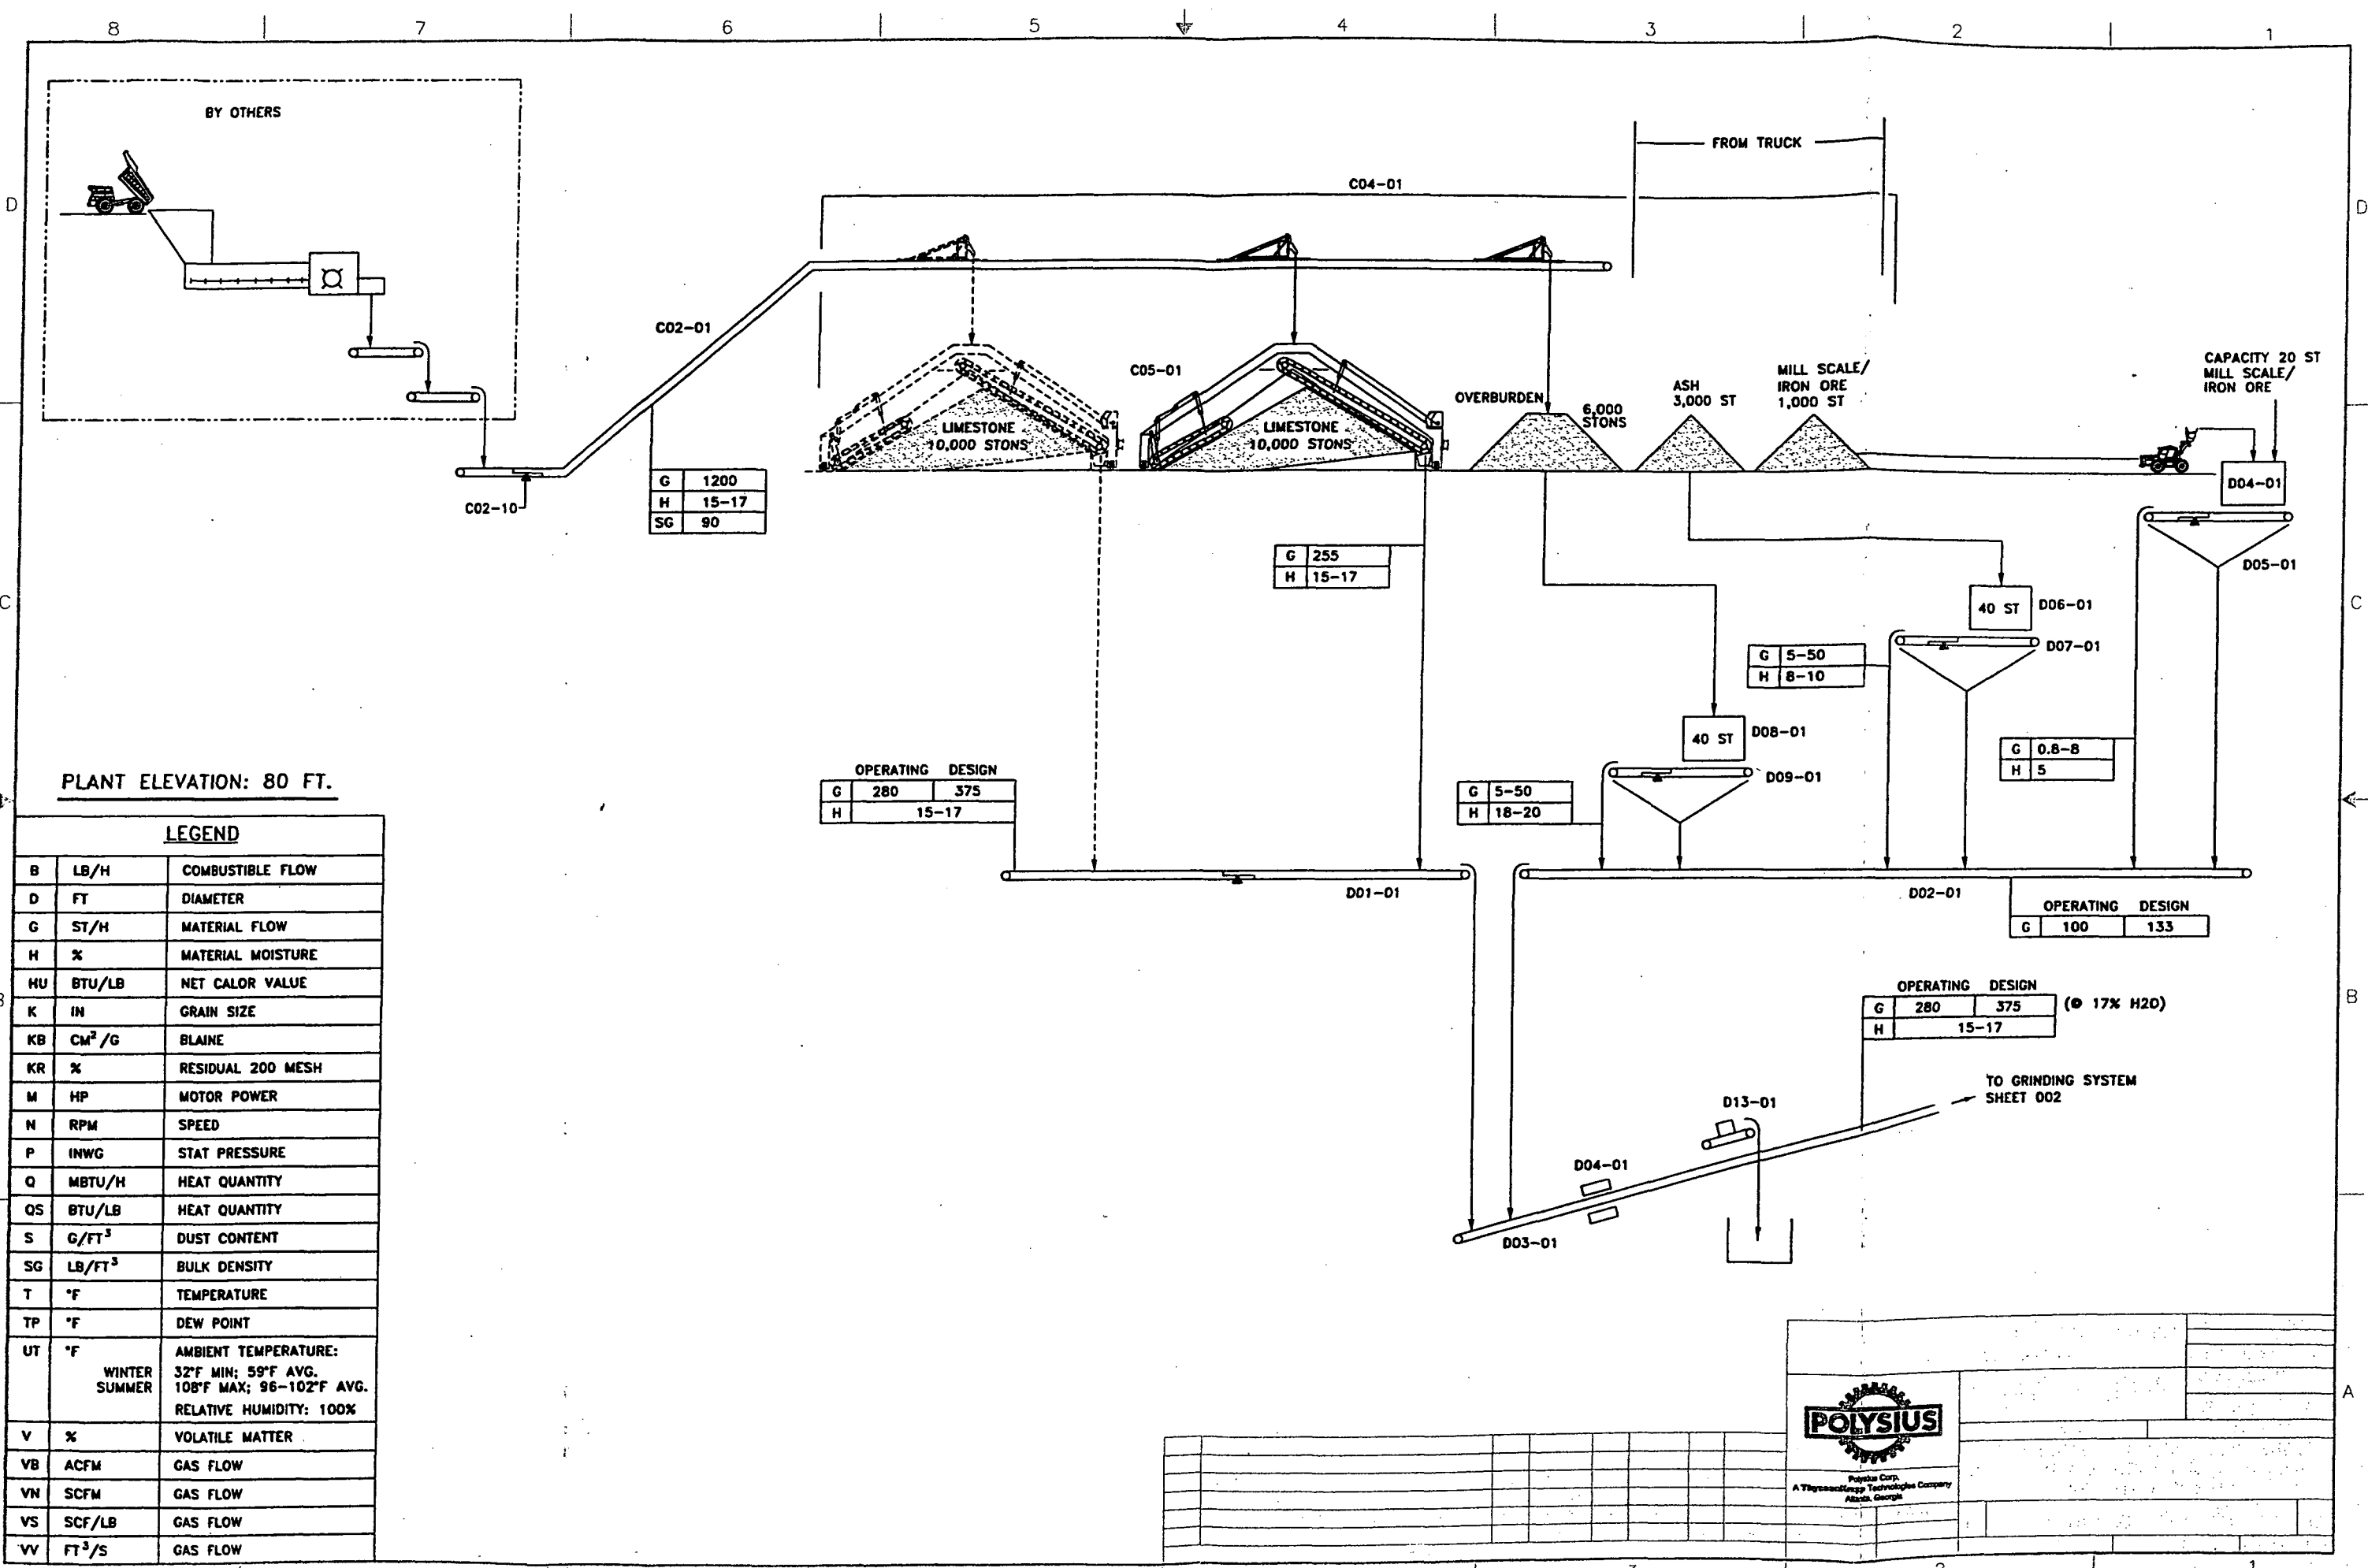 8 7 6 5 4 3 2 1
D
D
BY OTHERS
FROM TRUCK
C04-01
C02-01
C05-01
LIMESTONE
10,000 STONS
LIMESTONE
10,000 STONS
OVERBURDEN
6,000
STONS
ASH
3,000 ST
MILL SCALE/
IRON ORE
1,000 ST
CAPACITY 20 ST
MILL SCALE/
IRON ORE
D04-01
C02-10
G 1200
H 15-17
SG 90
G 255
H 15-17
D05-01
C
C
40 ST D06-01
D07-01
G 5-50
H 8-10
40 ST D08-01
D09-01
G 0.8-8
H 5
OPERATING DESIGN
G 280 375
H 15-17
G 5-50
H 18-20
D01-01
D02-01
OPERATING DESIGN
G 100 133
PLANT ELEVATION: 80 FT.
LEGEND
B LB/H COMBUSTIBLE FLOW
D FT DIAMETER
G ST/H MATERIAL FLOW
H % MATERIAL MOISTURE
HU BTU/LB NET CALOR VALUE
K IN GRAIN SIZE
KB CM²/G BLAINE
KR % RESIDUAL 200 MESH
M HP MOTOR POWER
N RPM SPEED
P INWG STAT PRESSURE
Q MBTU/H HEAT QUANTITY
QS BTU/LB HEAT QUANTITY
S G/FT³ DUST CONTENT
SG LB/FT³ BULK DENSITY
T °F TEMPERATURE
TP °F DEW POINT
UT °F AMBIENT TEMPERATURE:
WINTER 32°F MIN; 59°F AVG.
SUMMER 108°F MAX; 96-102°F AVG.
RELATIVE HUMIDITY: 100%
V % VOLATILE MATTER
VB ACFM GAS FLOW
VN SCFM GAS FLOW
VS SCF/LB GAS FLOW
VV FT³/S GAS FLOW
B
OPERATING DESIGN
G 280 375 (@ 17% H2O)
H 15-17
TO GRINDING SYSTEM
SHEET 002
D13-01
D04-01
D03-01
A
POLYSIUS
Polysius Corp.
A ThyssenKrupp Technologies Company
Atlanta, Georgia